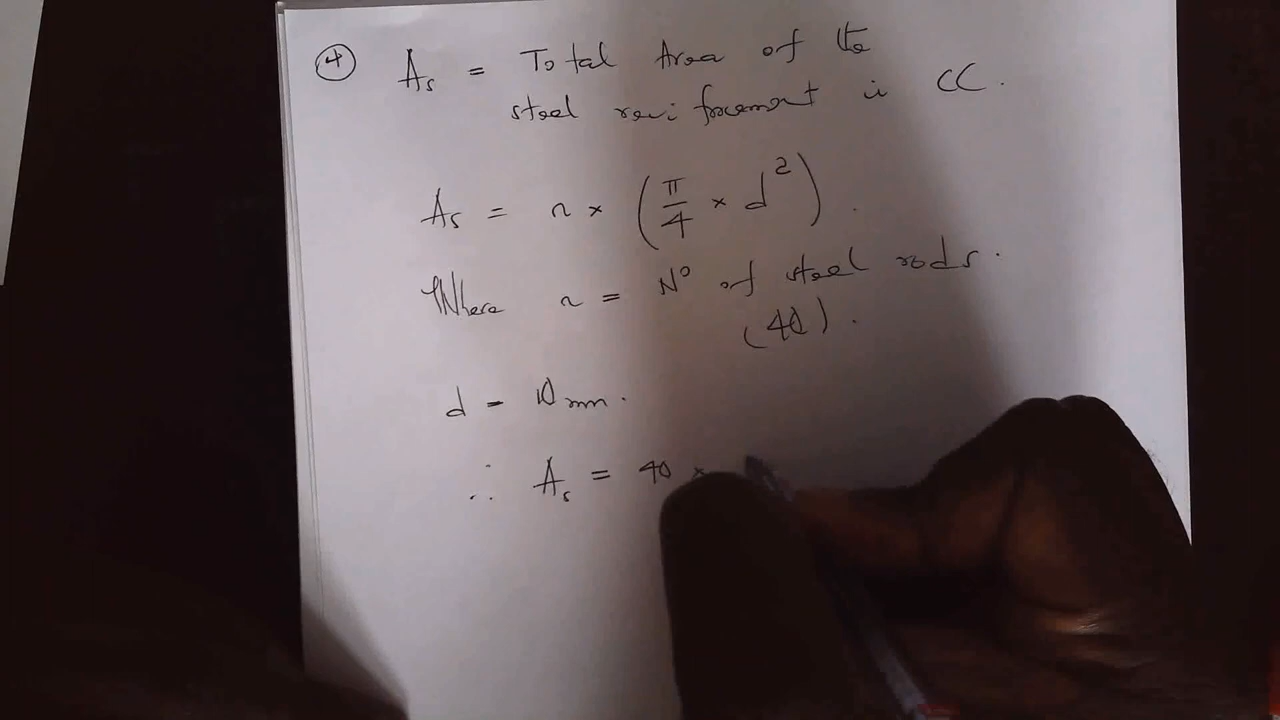 ④ As = Total Area of the
steel reinforcement in CC.
As = n × (π/4 × d²).
Where n = Nº of steel rods.
(40).
d = 10 mm.
∴ As = 40 ×